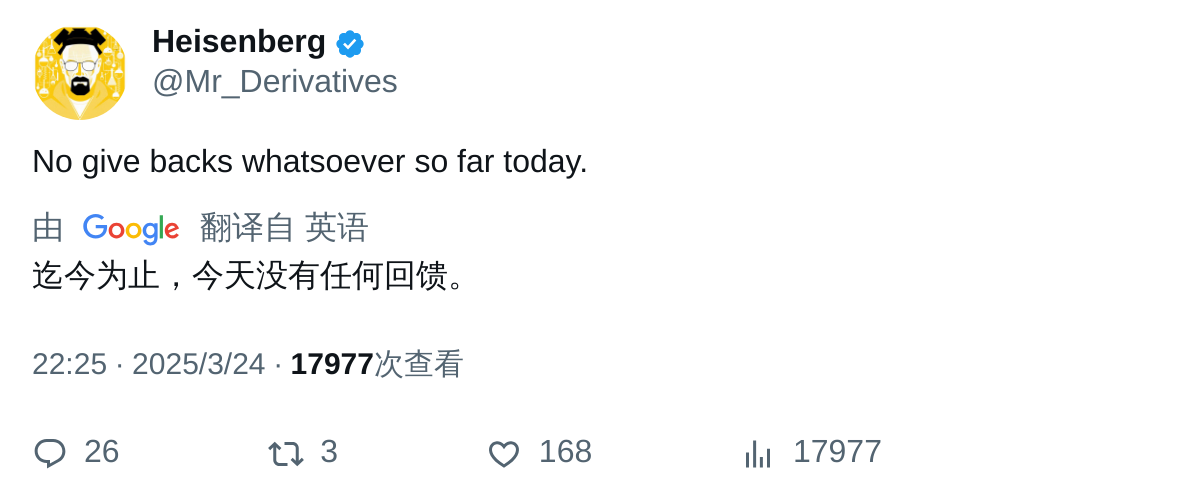 Heisenberg
@Mr_Derivatives
No give backs whatsoever so far today.
由 Google 翻译自 英语
迄今为止，今天没有任何回馈。
22:25 · 2025/3/24 · 17977次查看
26 3 168 17977